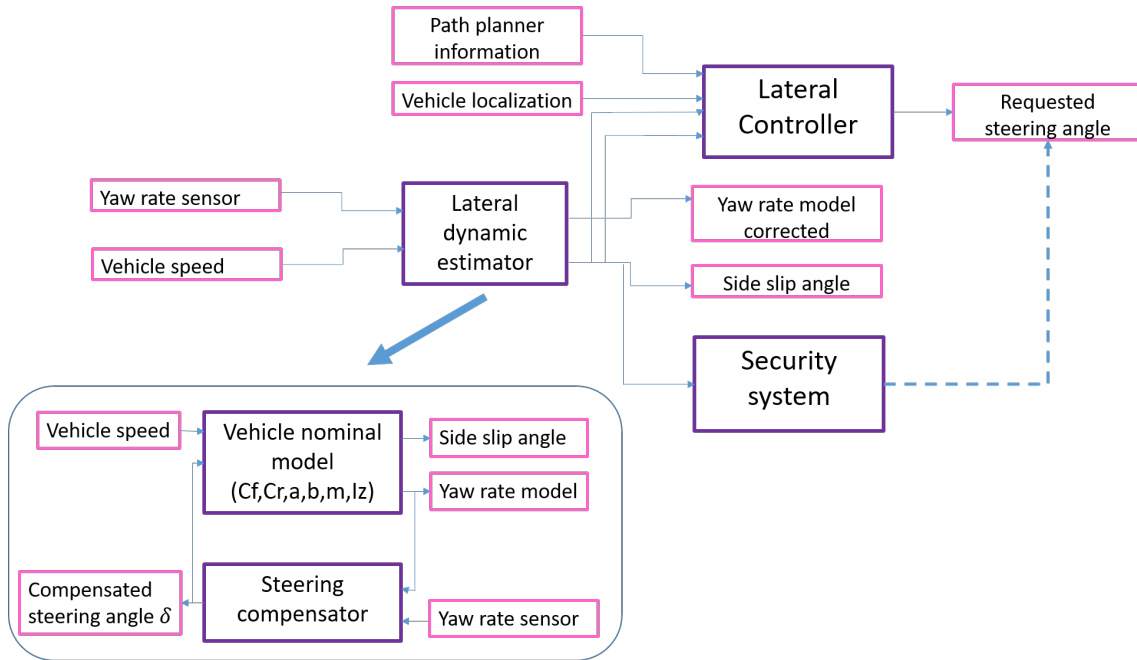 Path planner
information
Vehicle localization
Lateral
Controller
Requested
steering angle
Yaw rate sensor
Vehicle speed
Lateral
dynamic
estimator
Yaw rate model
corrected
Side slip angle
Security
system
Vehicle speed
Vehicle nominal
model
(Cf,Cr,a,b,m,Iz)
Side slip angle
Yaw rate model
Compensated
steering angle δ
Steering
compensator
Yaw rate sensor